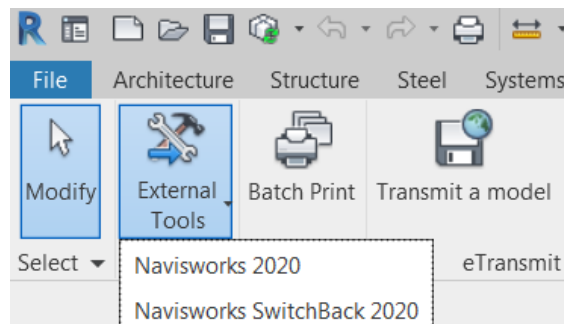 File Architecture Structure Steel Systems
Modify External Tools Batch Print Transmit a model
Select eTransmit
Navisworks 2020
Navisworks SwitchBack 2020